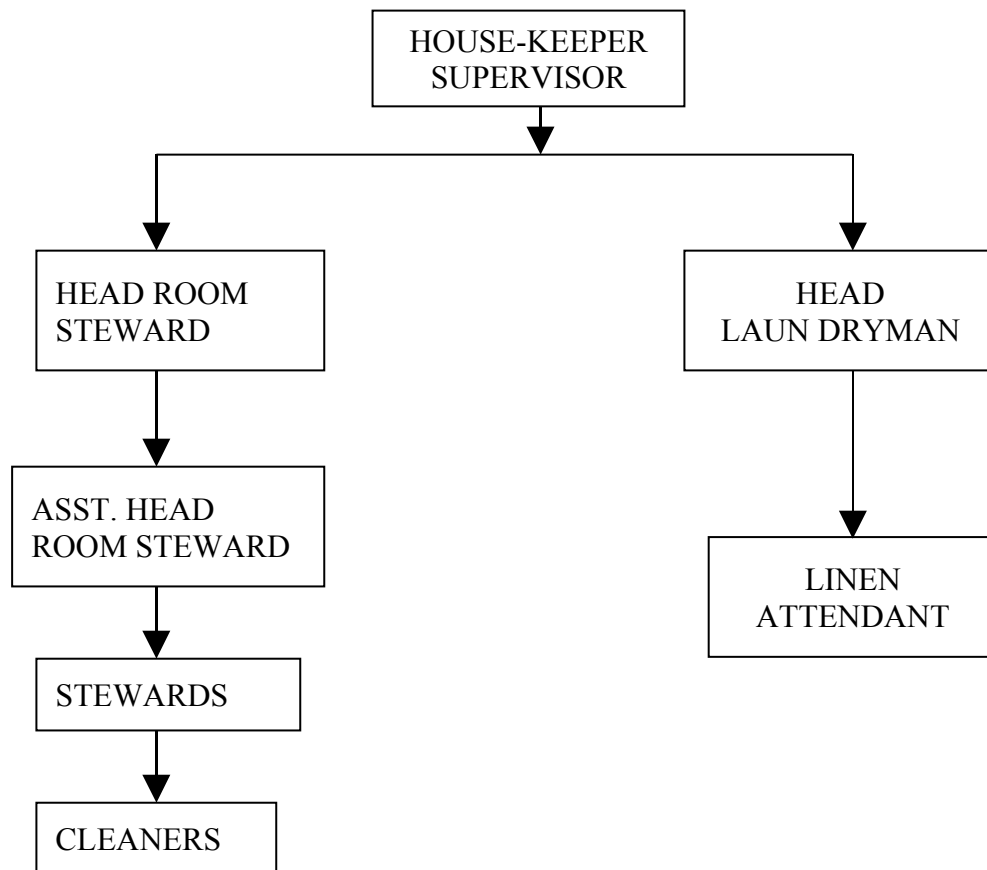 HOUSE-KEEPER
SUPERVISOR
HEAD ROOM
STEWARD
HEAD
LAUN DRYMAN
ASST. HEAD
ROOM STEWARD
LINEN
ATTENDANT
STEWARDS
CLEANERS